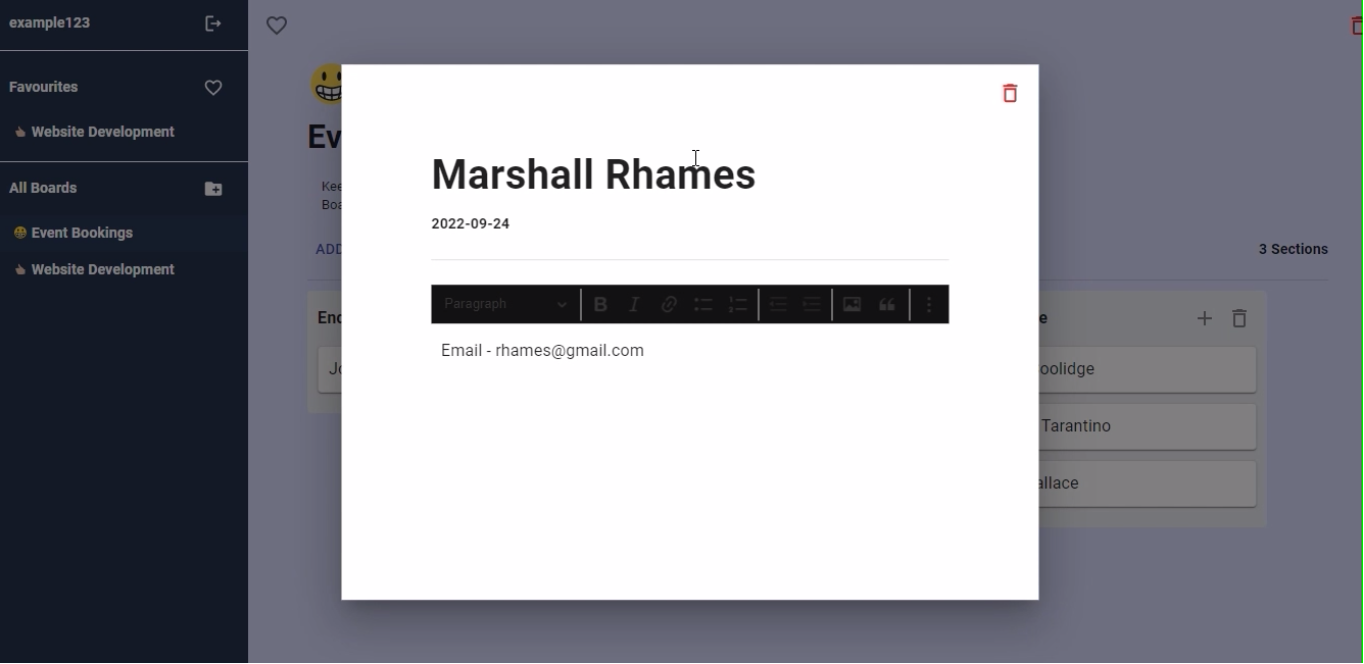 example123
Favourites
Website Development
All Boards
Event Bookings
Website Development
Ev
Kee
Boa
ADD
3 Sections
Marshall Rhames
2022-09-24
Paragraph
Email - rhames@gmail.com
Enc
Jo
e
oolidge
Tarantino
allace